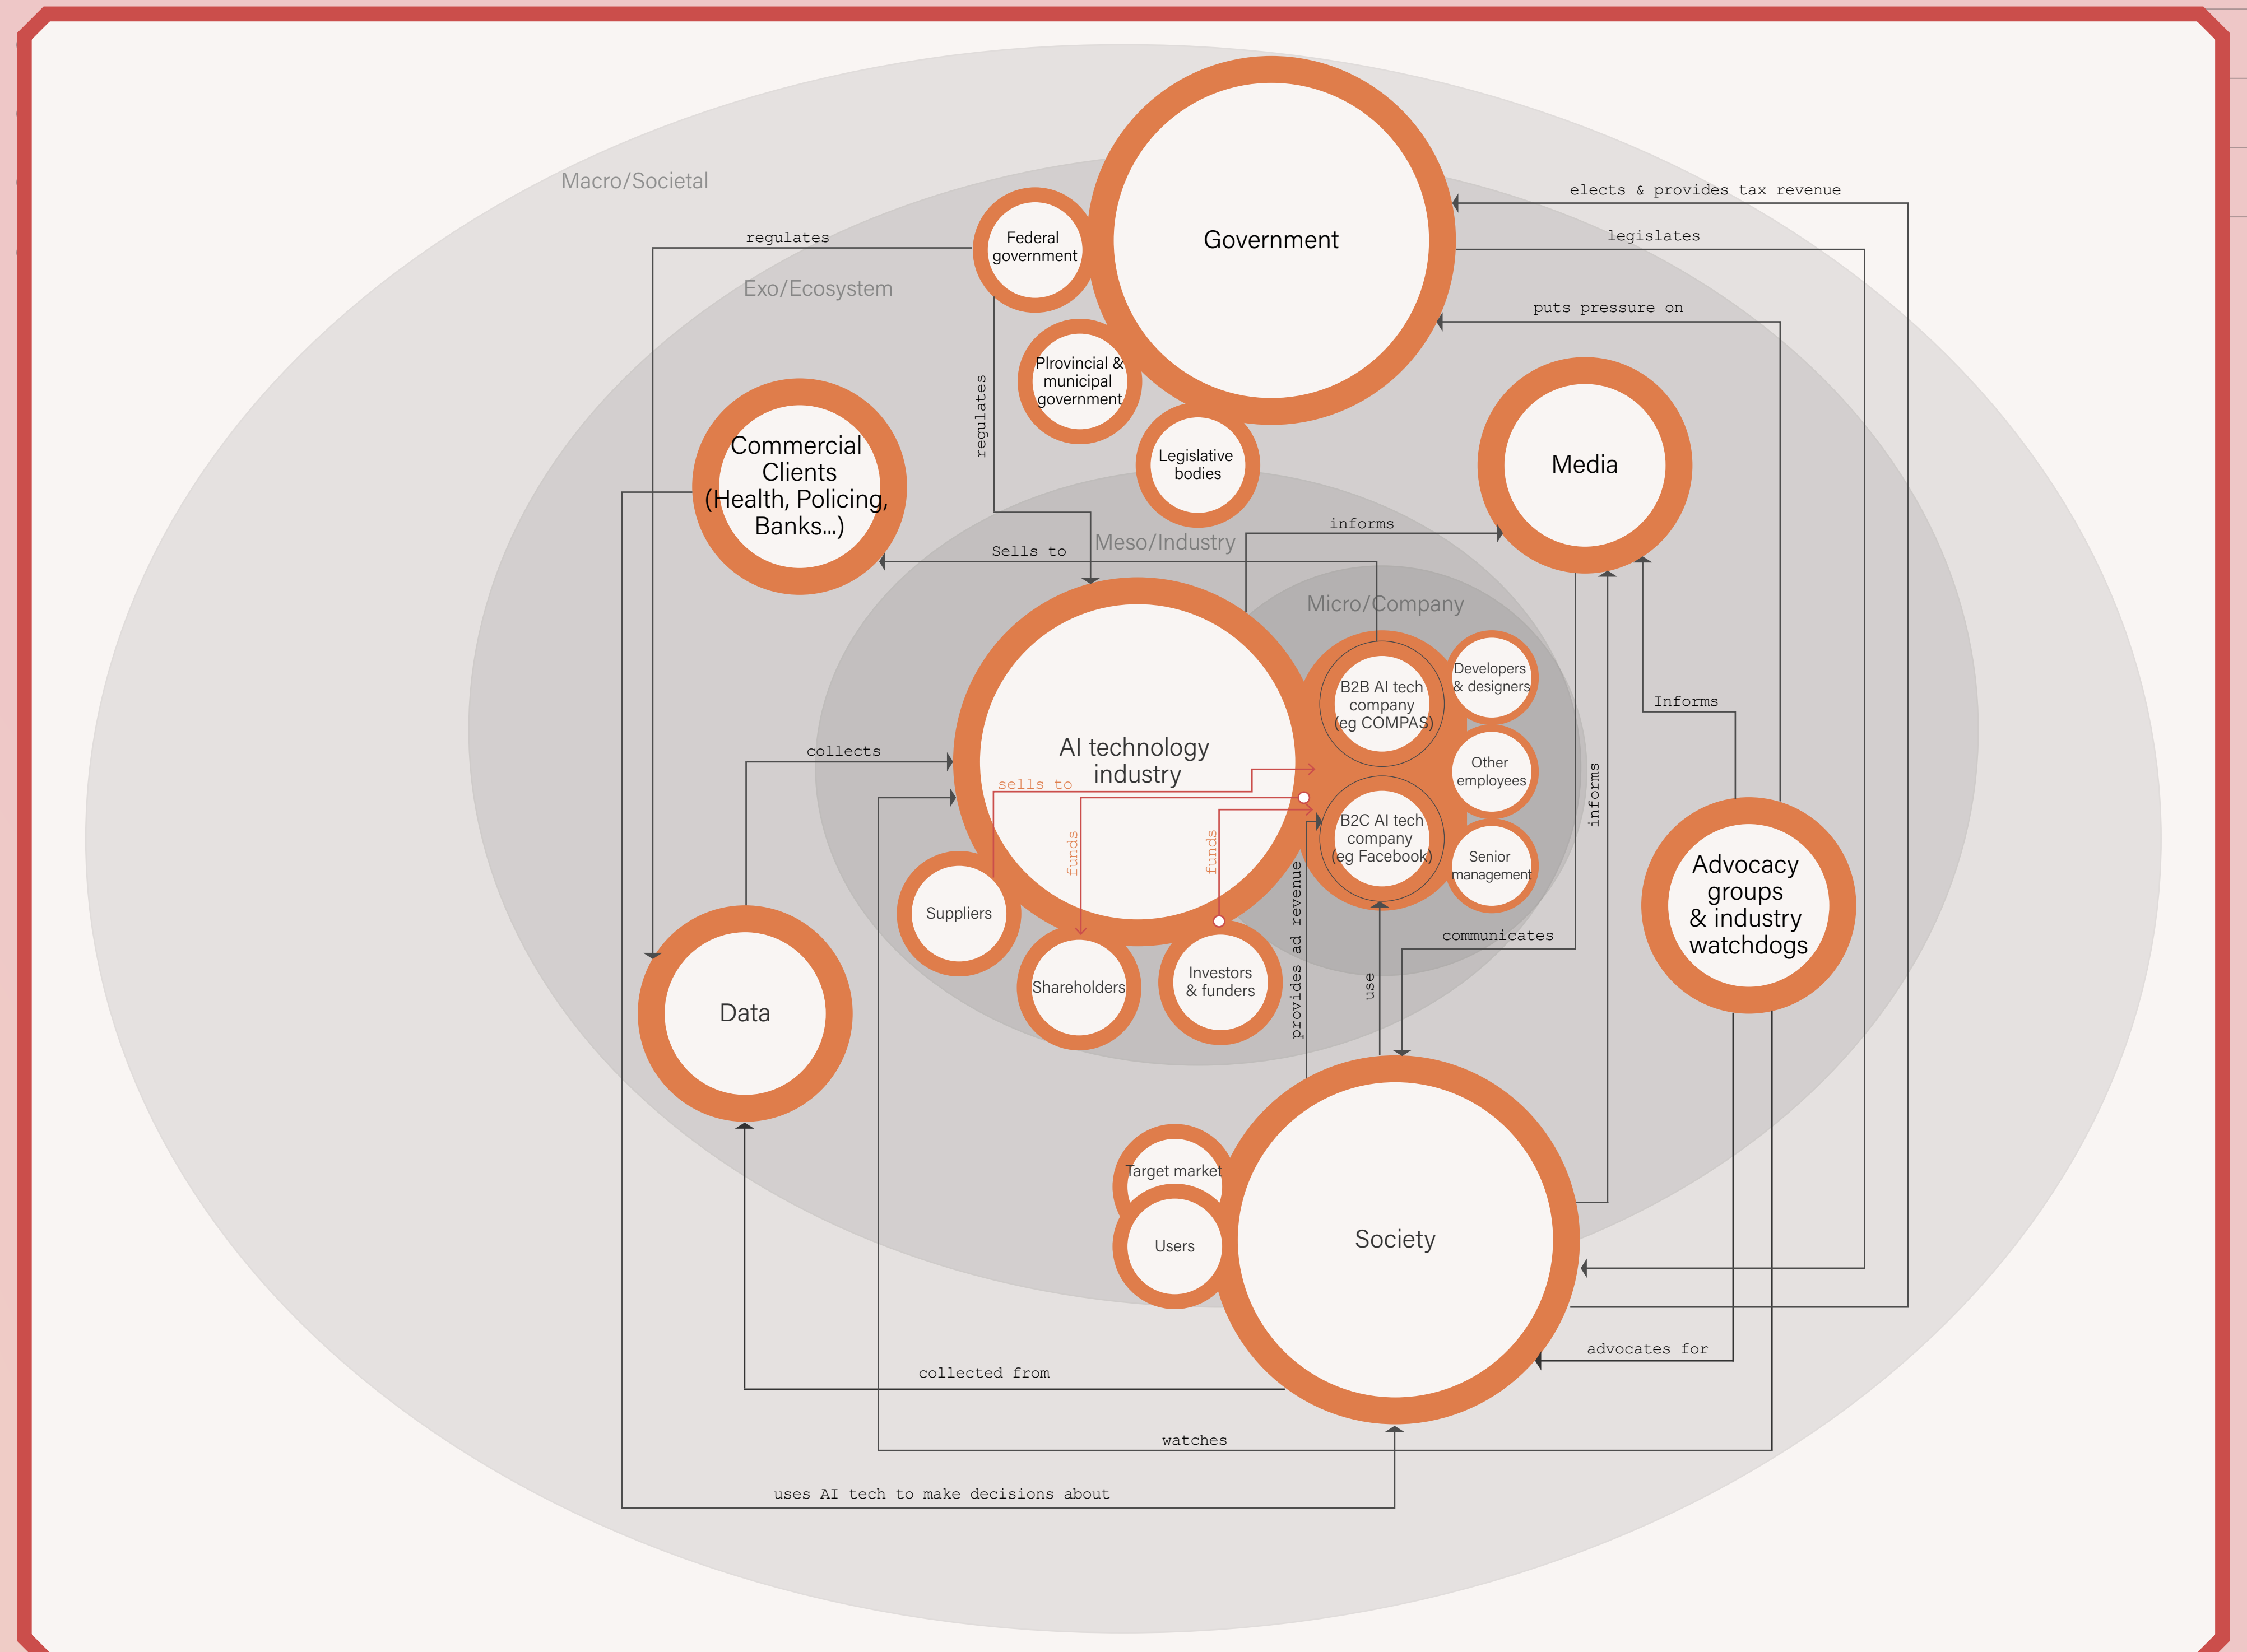 Macro/Societal
elects & provides tax revenue
regulates
Federal
government
Government
legislates
Exo/Ecosystem
puts pressure on
Plrovincial &
municipal
government
regulates
Commercial
Clients
(Health, Policing,
Banks...)
Legislative
bodies
Media
informs
Meso/Industry
Sells to
Micro/Company
Developers
& designers
B2B AI tech
company
(eg COMPAS)
Informs
AI technology
industry
collects
Other
employees
informs
sells to
funds
funds
B2C AI tech
company
(eg Facebook)
Senior
management
Advocacy
groups
& industry
watchdogs
Suppliers
provides ad revenue
communicates
use
Shareholders
Investors
& funders
Data
Target market
Users
Society
advocates for
collected from
watches
uses AI tech to make decisions about